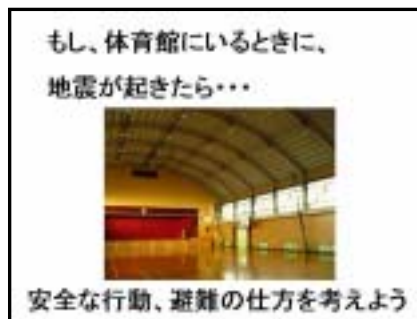 もし、体育館にいるときに、
地震が起きたら・・・
安全な行動、避難の仕方を考えよう